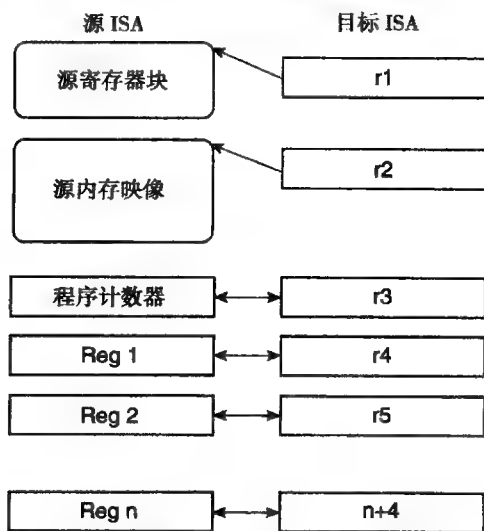 源 ISA 目标 ISA
源寄存器块 r1
源内存映像 r2
程序计数器 r3
Reg 1 r4
Reg 2 r5
Reg n n+4